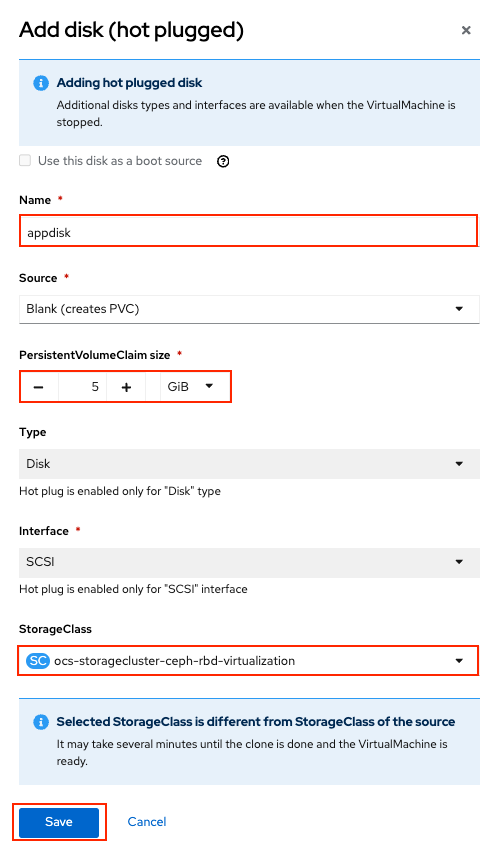 Add disk (hot plugged)
Adding hot plugged disk
Additional disks types and interfaces are available when the VirtualMachine is
stopped.
Use this disk as a boot source
Name *
appdisk
Source *
Blank (creates PVC)
PersistentVolumeClaim size *
5 GiB
Type
Disk
Hot plug is enabled only for "Disk" type
Interface *
SCSI
Hot plug is enabled only for "SCSI" interface
StorageClass
SC ocs-storagecluster-ceph-rbd-virtualization
Selected StorageClass is different from StorageClass of the source
It may take several minutes until the clone is done and the VirtualMachine is
ready.
Save Cancel